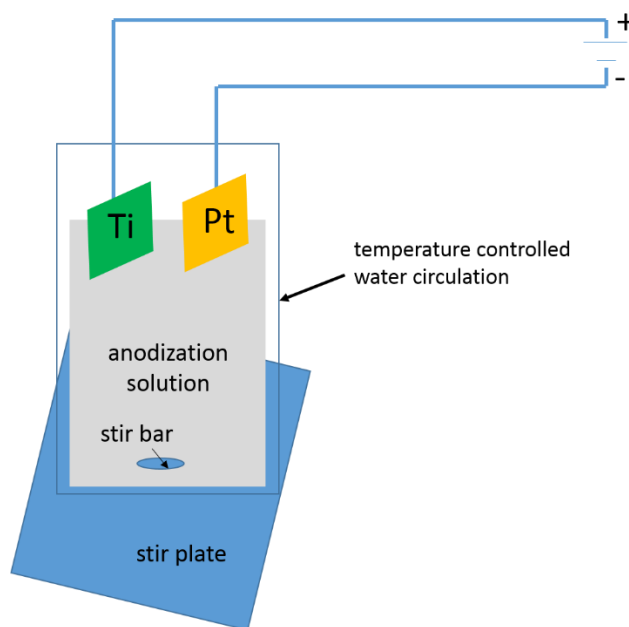 +
-
Ti
Pt
temperature controlled
water circulation
anodization
solution
stir bar
stir plate